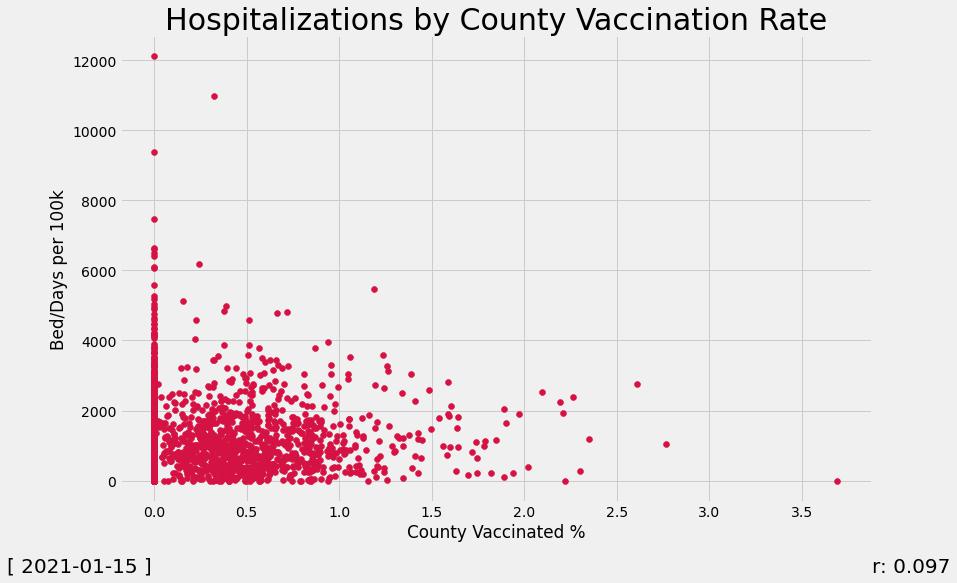 Hospitalizations by County Vaccination Rate
12000
10000
8000
6000
4000
2000
0
Bed/Days per 100k
0.0 0.5 1.0 1.5 2.0 2.5 3.0 3.5
County Vaccinated %
[ 2021-01-15 ] r: 0.097